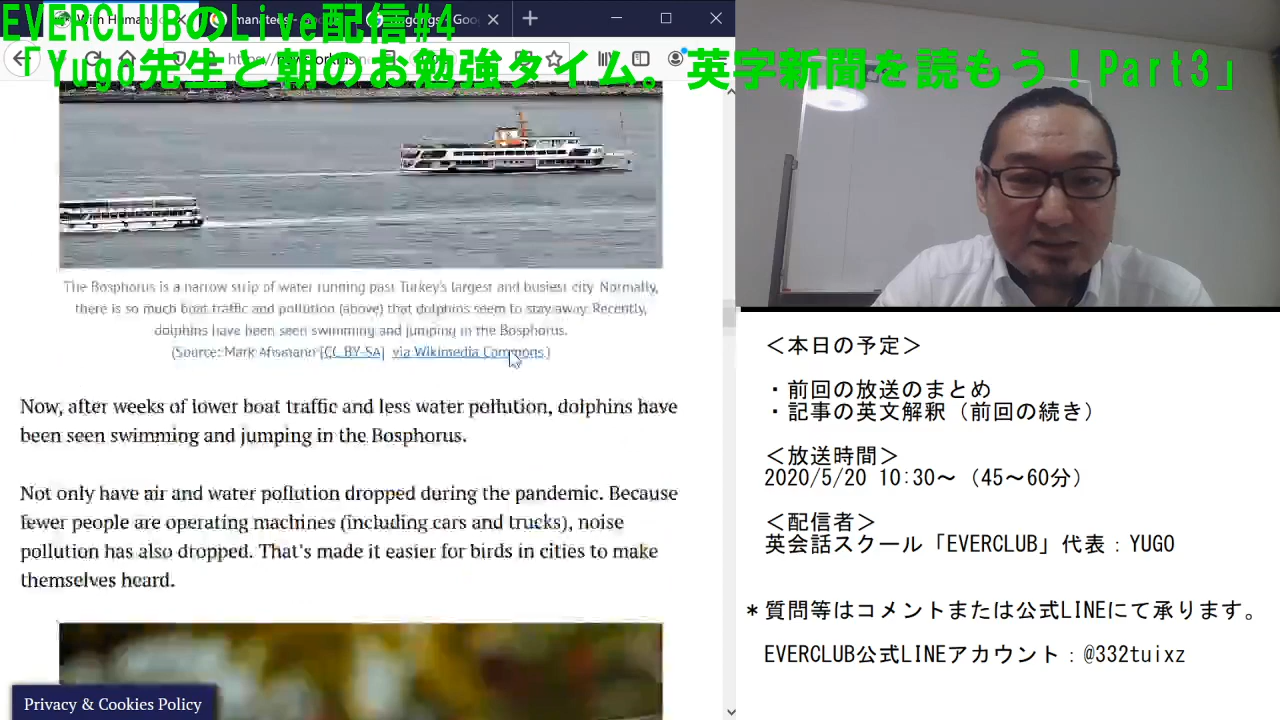 EVERCLUBのLive配信#4
「Yugo先生と朝のお勉強タイム。英字新聞を読もう！Part3」
The Bosphorus is a narrow strip of water running past Turkey's largest and busiest city. Normally,
there is so much boat traffic and pollution (above) that dolphins seem to stay away. Recently,
dolphins have been seen swimming and jumping in the Bosphorus.
(Source: Mark Ahsmann [CC BY-SA] via Wikimedia Commons.)
Now, after weeks of lower boat traffic and less water pollution, dolphins have
been seen swimming and jumping in the Bosphorus.
Not only have air and water pollution dropped during the pandemic. Because
fewer people are operating machines (including cars and trucks), noise
pollution has also dropped. That's made it easier for birds in cities to make
themselves heard.
Privacy & Cookies Policy
＜本日の予定＞
・前回の放送のまとめ
・記事の英文解釈（前回の続き）
＜放送時間＞
2020/5/20 10:30～（45～60分）
＜配信者＞
英会話スクール「EVERCLUB」代表：YUGO
＊質問等はコメントまたは公式LINEにて承ります。
EVERCLUB公式LINEアカウント：@332tuixz